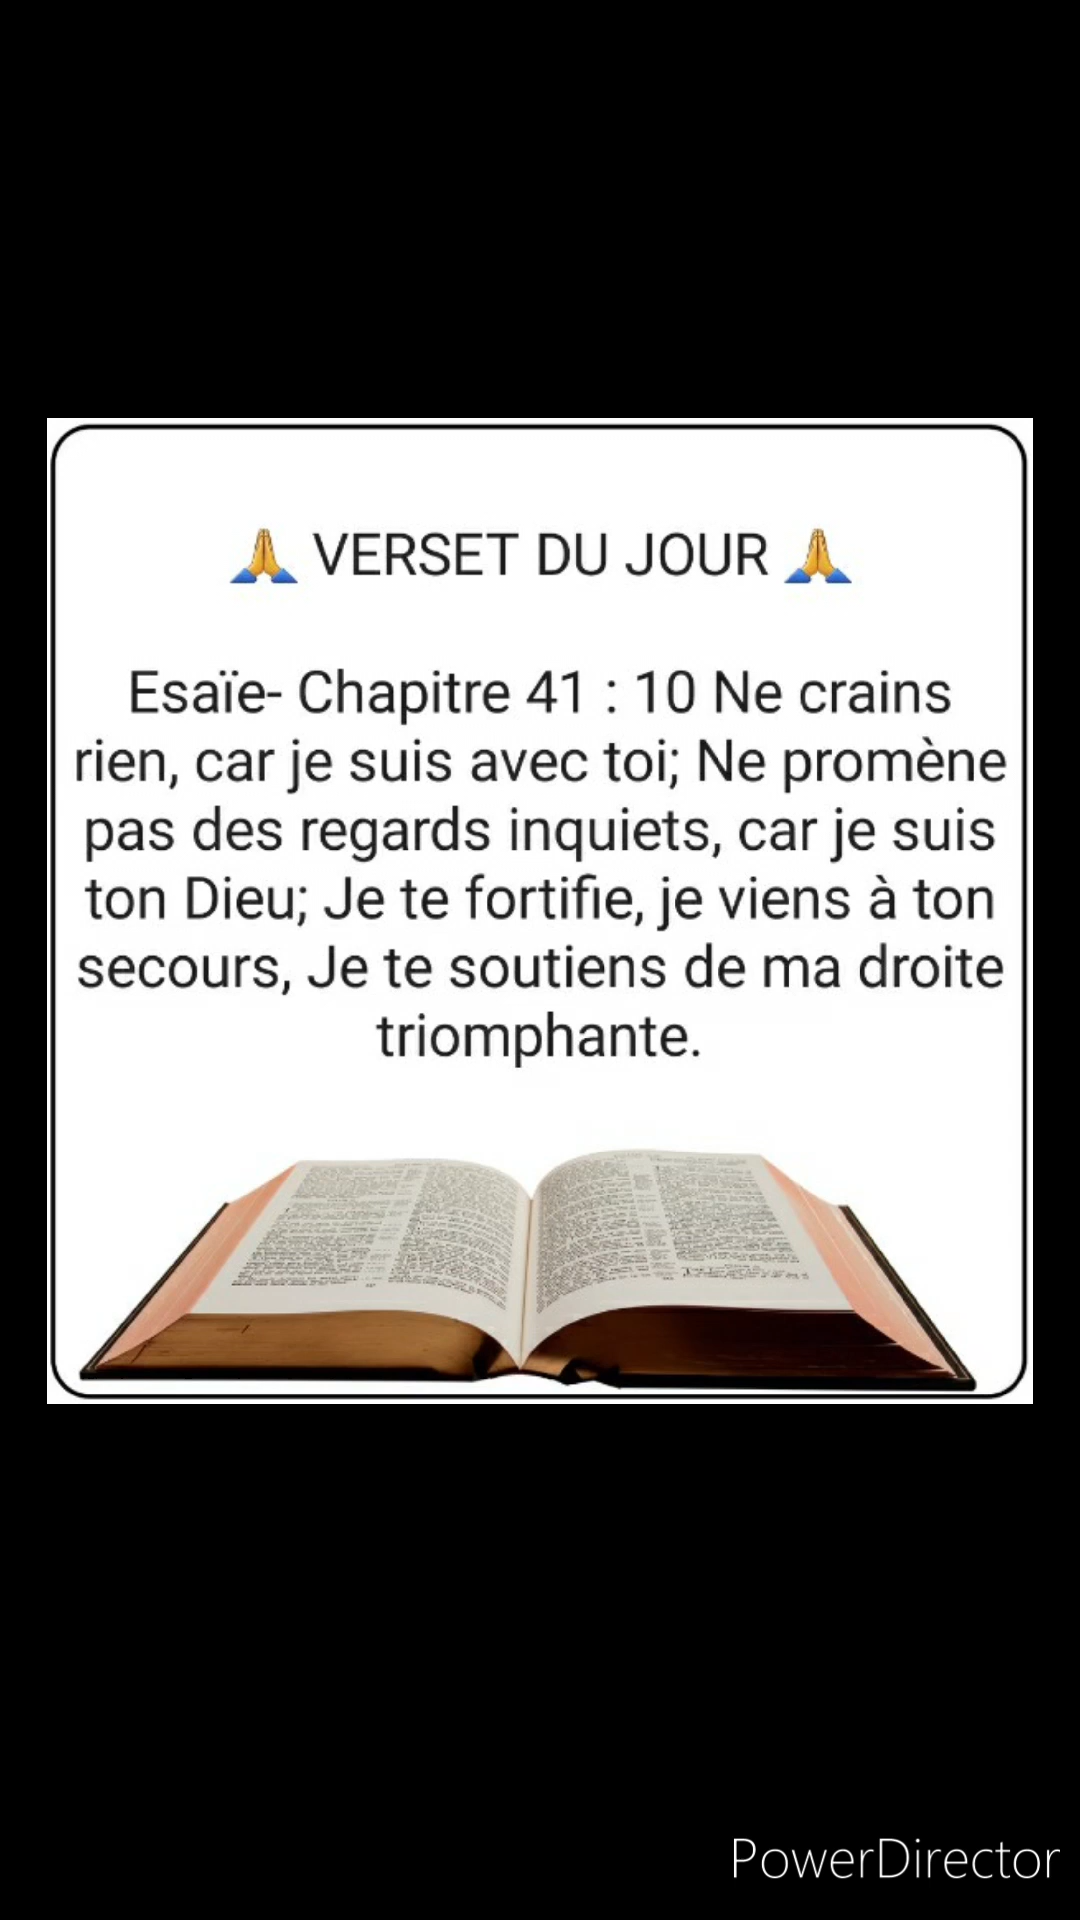 🙏 VERSET DU JOUR 🙏
Esaïe- Chapitre 41 : 10 Ne crains
rien, car je suis avec toi; Ne promène
pas des regards inquiets, car je suis
ton Dieu; Je te fortifie, je viens à ton
secours, Je te soutiens de ma droite
triomphante.
PowerDirector